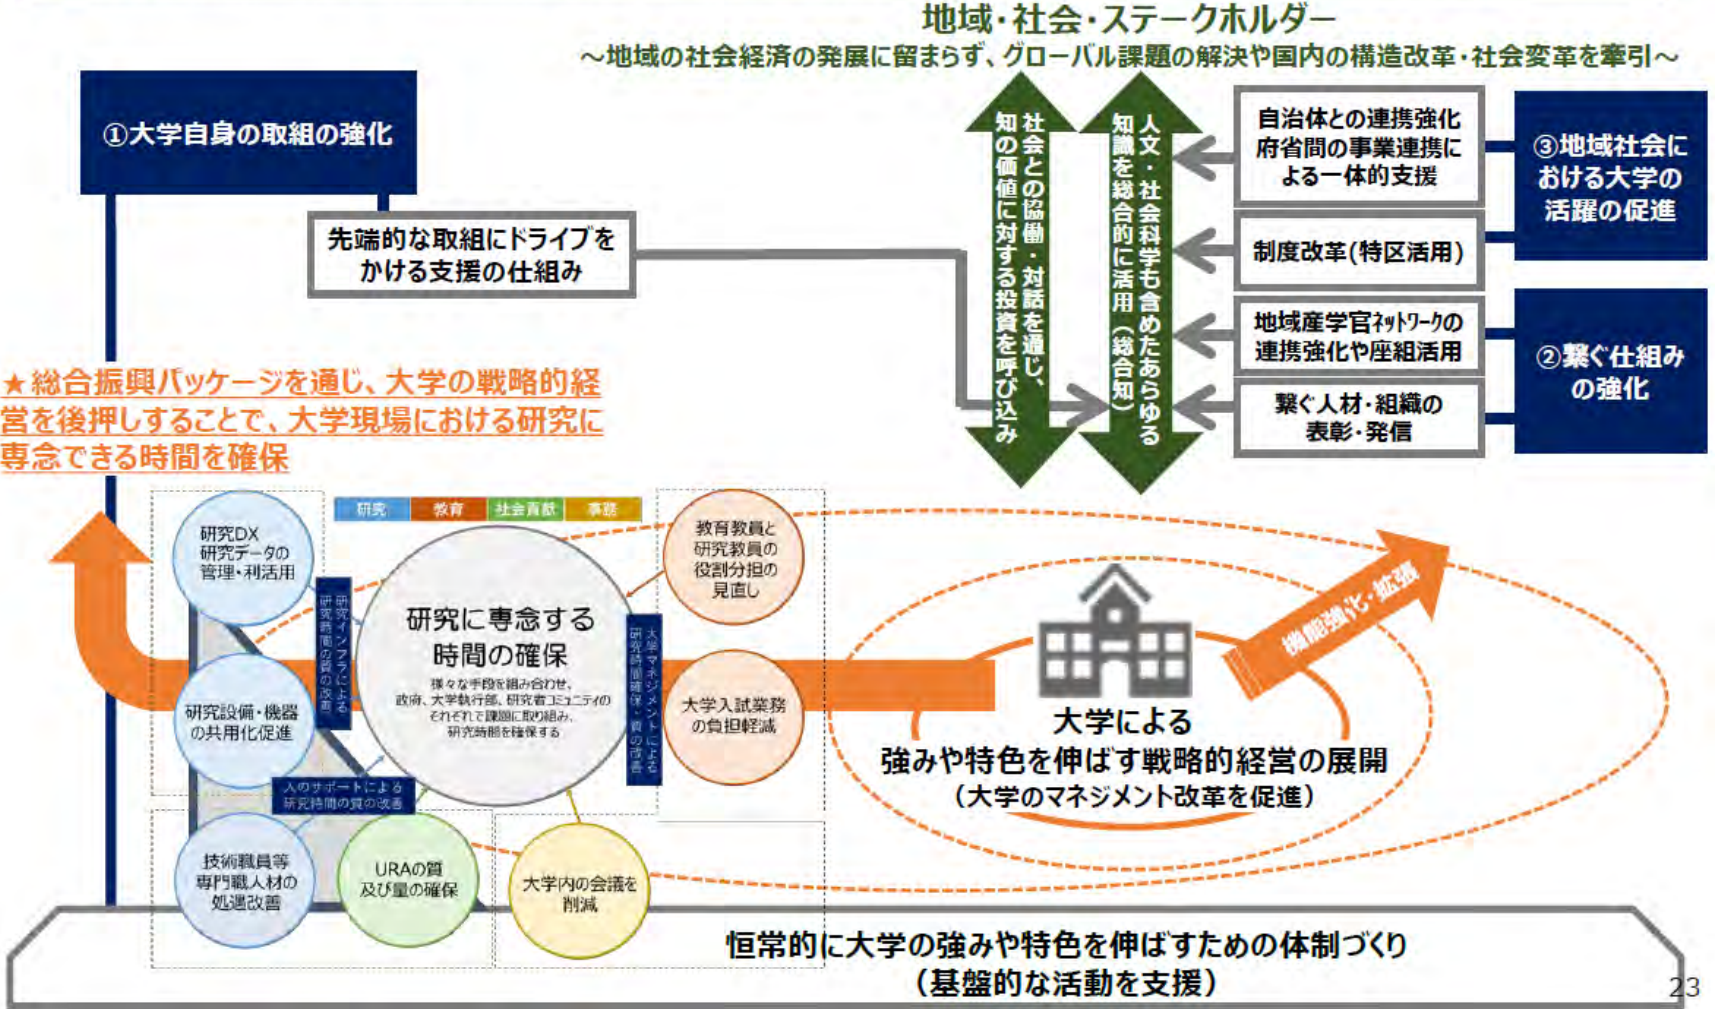 地域・社会・ステークホルダー
～地域の社会経済の発展に留まらず、グローバル課題の解決や国内の構造改革・社会変革を牽引～
①大学自身の取組の強化
先端的な取組にドライブを
かける支援の仕組み
社会との協働・対話を通じ、
知の価値に対する投資を呼び込み
人文・社会科学も含めたあらゆる
知識を総合的に活用（総合知）
自治体との連携強化
府省間の事業連携に
よる一体的支援
制度改革(特区活用)
③地域社会に
おける大学の
活躍の促進
地域産学官ネットワークの
連携強化や座組活用
繋ぐ人材・組織の
表彰・発信
②繋ぐ仕組み
の強化
★総合振興パッケージを通じ、大学の戦略的経
営を後押しすることで、大学現場における研究に
専念できる時間を確保
研究
教育
社会貢献
事務
研究DX
研究データの
管理・利活用
研究インフラによる
研究時間の質の改善
研究に専念する
時間の確保
様々な手段を組み合わせ、
政府、大学執行部、研究者コミュニティの
それぞれで課題に取り組み、
研究時間を確保する
教育教員と
研究教員の
役割分担の
見直し
大学マネジメントによる
研究時間確保・質の改善
研究設備・機器
の共用化促進
大学入試業務
の負担軽減
人のサポートによる
研究時間の質の改善
技術職員等
専門職人材の
処遇改善
URAの質
及び量の確保
大学内の会議を
削減
機能強化・拡張
大学による
強みや特色を伸ばす戦略的経営の展開
（大学のマネジメント改革を促進）
恒常的に大学の強みや特色を伸ばすための体制づくり
（基盤的な活動を支援）
23